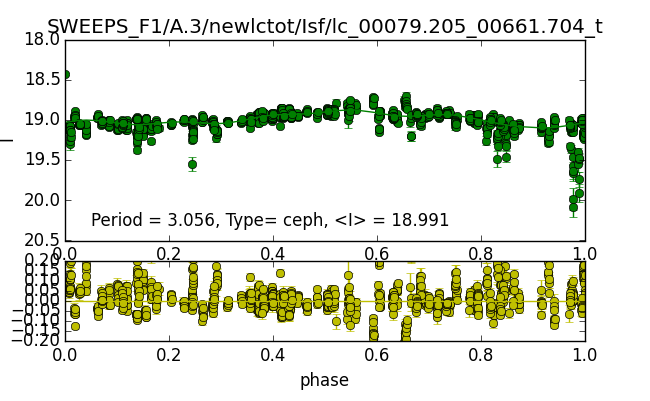 SWEEPS_F1/A.3/newlctot/Isf/lc_00079.205_00661.704_t
18.0
18.5
19.0
19.5
20.0
20.5
I
Period = 3.056, Type= ceph, <I> = 18.991
0.0 0.2 0.4 0.6 0.8 1.0
0.20
0.15
0.10
0.05
0.00
−0.05
−0.10
−0.15
−0.20
0.0 0.2 0.4 0.6 0.8 1.0
phase